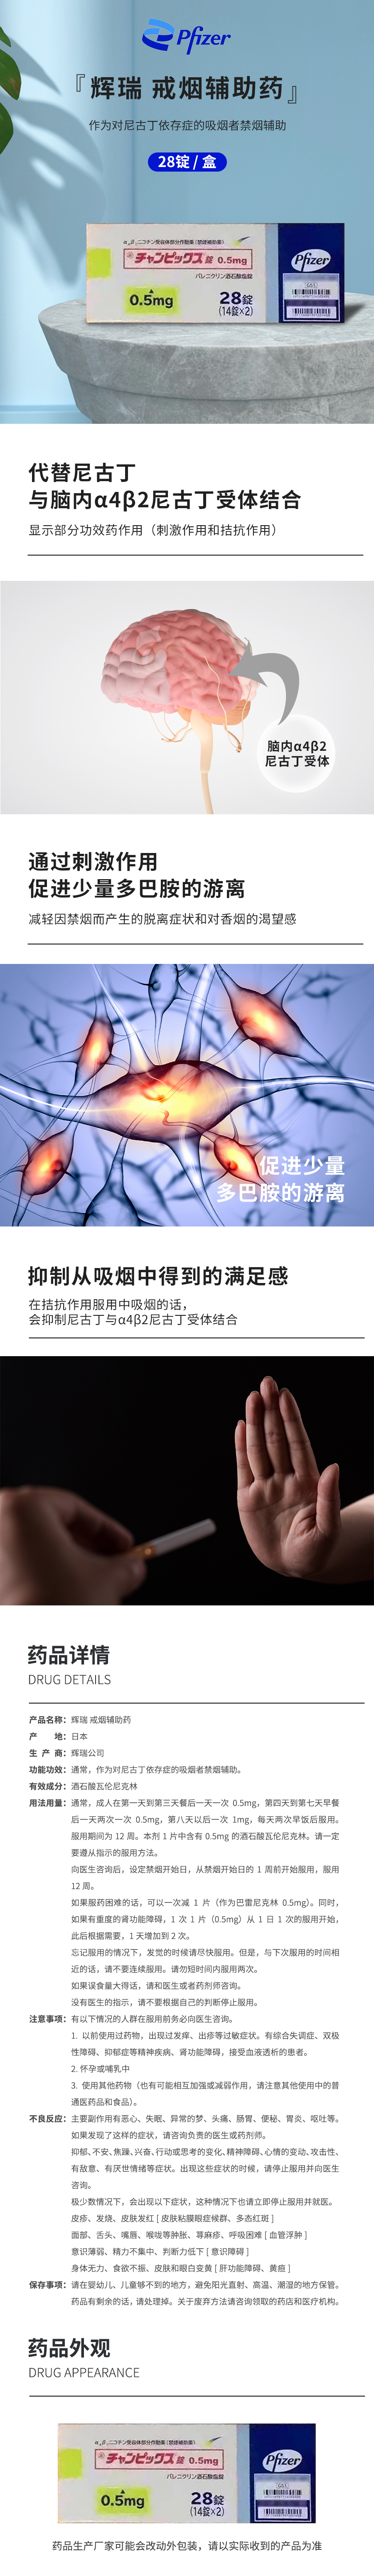 Pfizer
『辉瑞 戒烟辅助药』
作为对尼古丁依存症的吸烟者禁烟辅助
28锭 / 盒
α₄β₂ニコチン受容体部分作動薬（禁煙補助薬）
チャンピックス錠 0.5mg
バレニクリン酒石酸塩錠
0.5mg
28錠
(14錠×2)
Pfizer
代替尼古丁
与脑内α4β2尼古丁受体结合
显示部分功效药作用（刺激作用和拮抗作用）
脑内α4β2
尼古丁受体
通过刺激作用
促进少量多巴胺的游离
减轻因禁烟而产生的脱离症状和对香烟的渴望感
促进少量
多巴胺的游离
抑制从吸烟中得到的满足感
在拮抗作用服用中吸烟的话，
会抑制尼古丁与α4β2尼古丁受体结合
药品详情
DRUG DETAILS
产品名称：辉瑞 戒烟辅助药
产 地：日本
生 产 商：辉瑞公司
功能功效：通常，作为对尼古丁依存症的吸烟者禁烟辅助。
有效成分：酒石酸瓦伦尼克林
用法用量：通常，成人在第一天到第三天餐后一天一次 0.5mg，第四天到第七天早餐
后一天两次一次 0.5mg，第八天以后一次 1mg，每天两次早饭后服用。
服用期间为 12 周。本剂 1 片中含有 0.5mg 的酒石酸瓦伦尼克林。请一定
要遵从指示的服用方法。
向医生咨询后，设定禁烟开始日，从禁烟开始日的 1 周前开始服用，服用
12 周。
如果服药困难的话，可以一次减 1 片（作为巴雷尼克林 0.5mg）。同时，
如果有重度的肾功能障碍，1 次 1 片（0.5mg）从 1 日 1 次的服用开始，
此后根据需要，1 天增加到 2 次。
忘记服用的情况下，发觉的时候请尽快服用。但是，与下次服用的时间相
近的话，请不要连续服用。请勿短时间内服用两次。
如果误食量大得话，请和医生或者药剂师咨询。
没有医生的指示，请不要根据自己的判断停止服用。
注意事项：有以下情况的人群在服用前务必向医生咨询。
1. 以前使用过药物，出现过发痒、出疹等过敏症状。有综合失调症、双极
性障碍、抑郁症等精神疾病、肾功能障碍，接受血液透析的患者。
2. 怀孕或哺乳中
3. 使用其他药物（也有可能相互加强或减弱作用，请注意其他使用中的普
通医药品和食品）。
不良反应：主要副作用有恶心、失眠、异常的梦、头痛、肠胃、便秘、胃炎、呕吐等。
如果发现了这样的症状，请咨询负责的医生或药剂师。
抑郁、不安、焦躁、兴奋、行动或思考的变化、精神障碍、心情的变动、攻击性、
有敌意、有厌世情绪等症状。出现这些症状的时候，请停止服用并向医生
咨询。
极少数情况下，会出现以下症状，这种情况下也请立即停止服用并就医。
皮疹、发烧、皮肤发红 [ 皮肤粘膜眼症候群、多态红斑 ]
面部、舌头、嘴唇、喉咙等肿胀、荨麻疹、呼吸困难 [ 血管浮肿 ]
意识薄弱、精力不集中、判断力低下 [ 意识障碍 ]
身体无力、食欲不振、皮肤和眼白变黄 [ 肝功能障碍、黄疸 ]
保存事项：请在婴幼儿、儿童够不到的地方，避免阳光直射、高温、潮湿的地方保管。
药品有剩余的话，请处理掉。关于废弃方法请咨询领取的药店和医疗机构。
药品外观
DRUG APPEARANCE
α₄β₂ニコチン受容体部分作動薬（禁煙補助薬）
チャンピックス錠 0.5mg
バレニクリン酒石酸塩錠
0.5mg
28錠
(14錠×2)
Pfizer
药品生产厂家可能会改动外包装，请以实际收到的产品为准